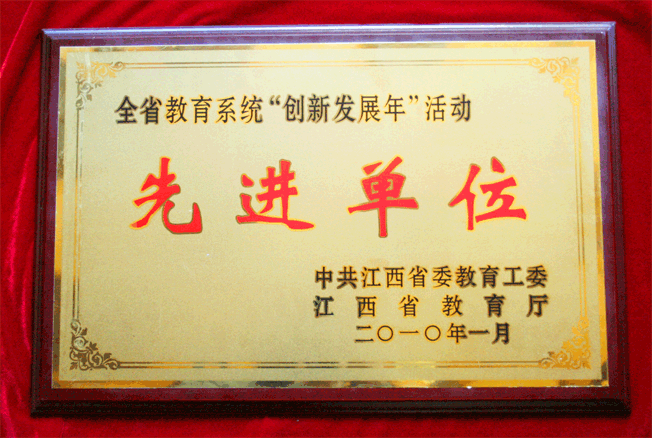 全省教育系统“创新发展年”活动
先进单位
中共江西省委教育工委
江西省教育厅
二〇一〇年一月